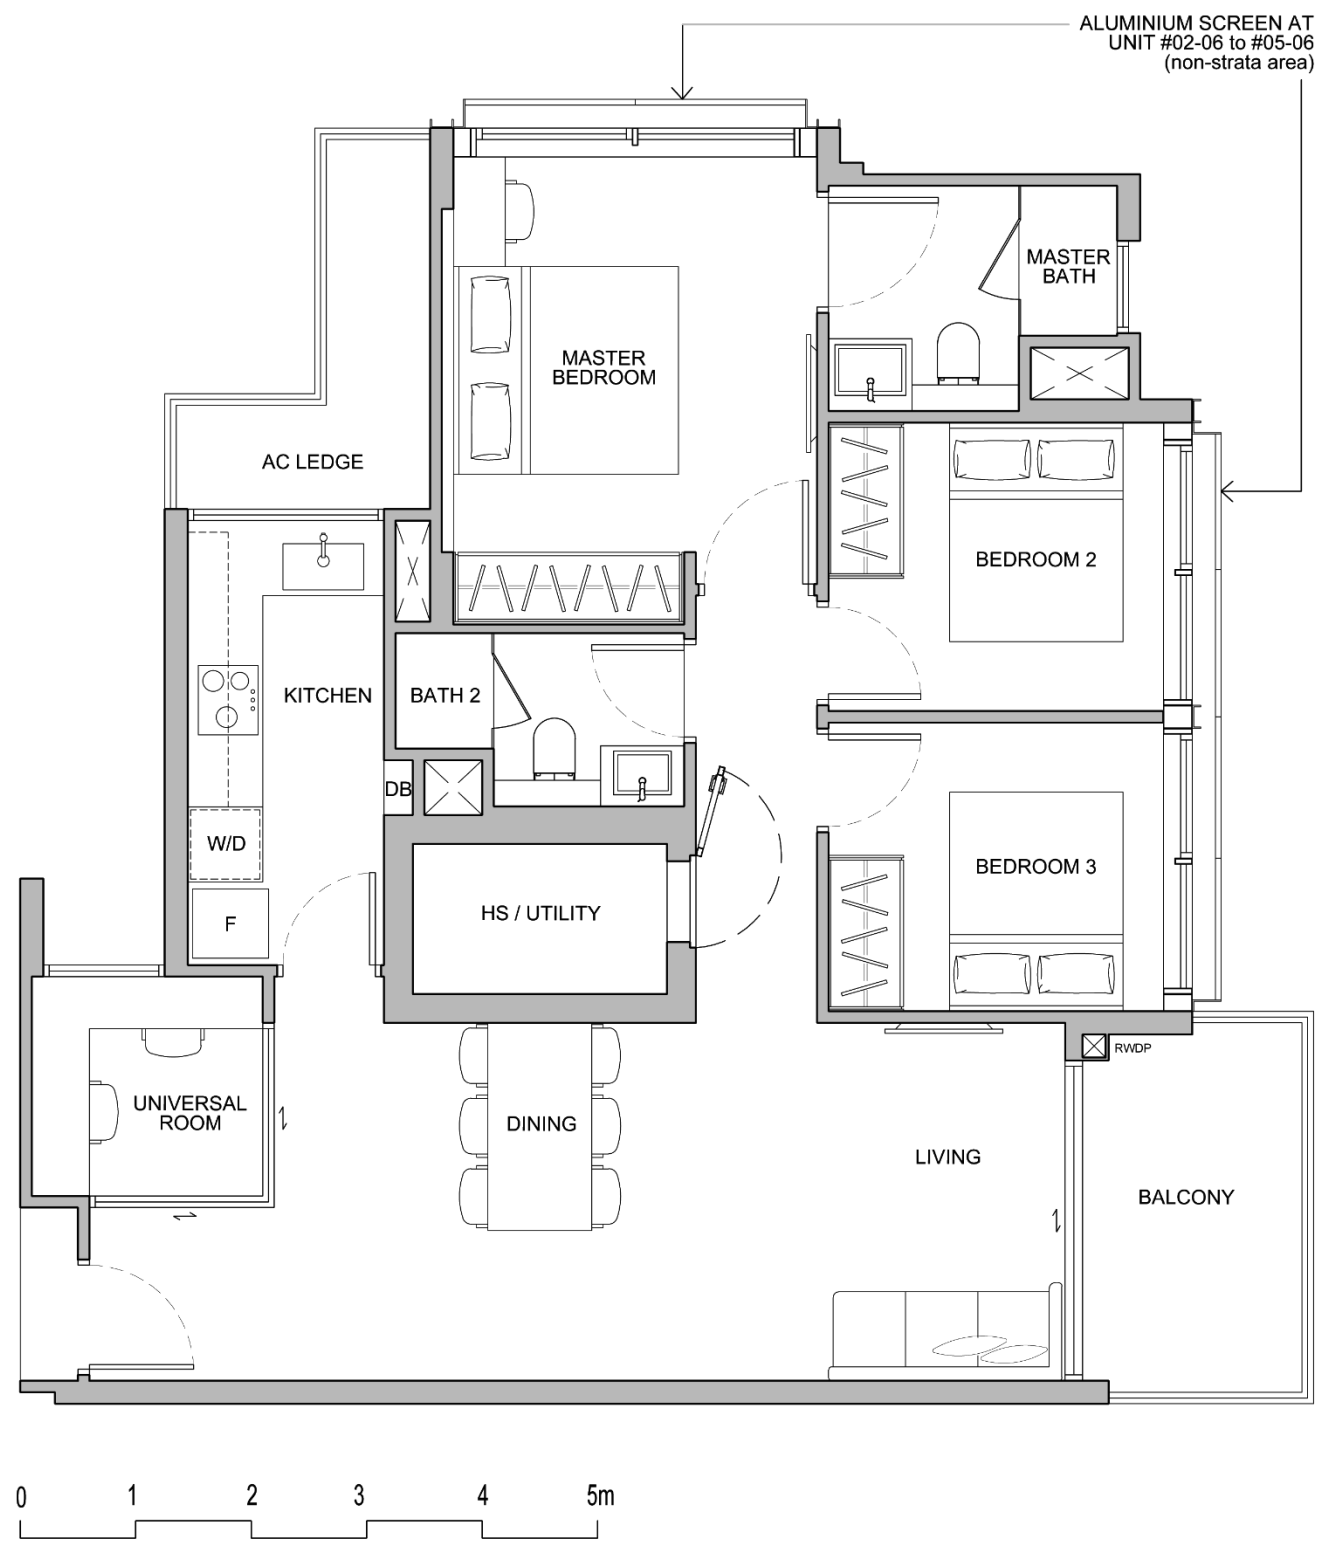 ALUMINIUM SCREEN AT
UNIT #02-06 to #05-06
(non-strata area)
MASTER
BATH
MASTER
BEDROOM
AC LEDGE
BEDROOM 2
KITCHEN
BATH 2
DB
W/D
BEDROOM 3
F
HS / UTILITY
RWDP
UNIVERSAL
ROOM
DINING
LIVING
BALCONY
0 1 2 3 4 5m